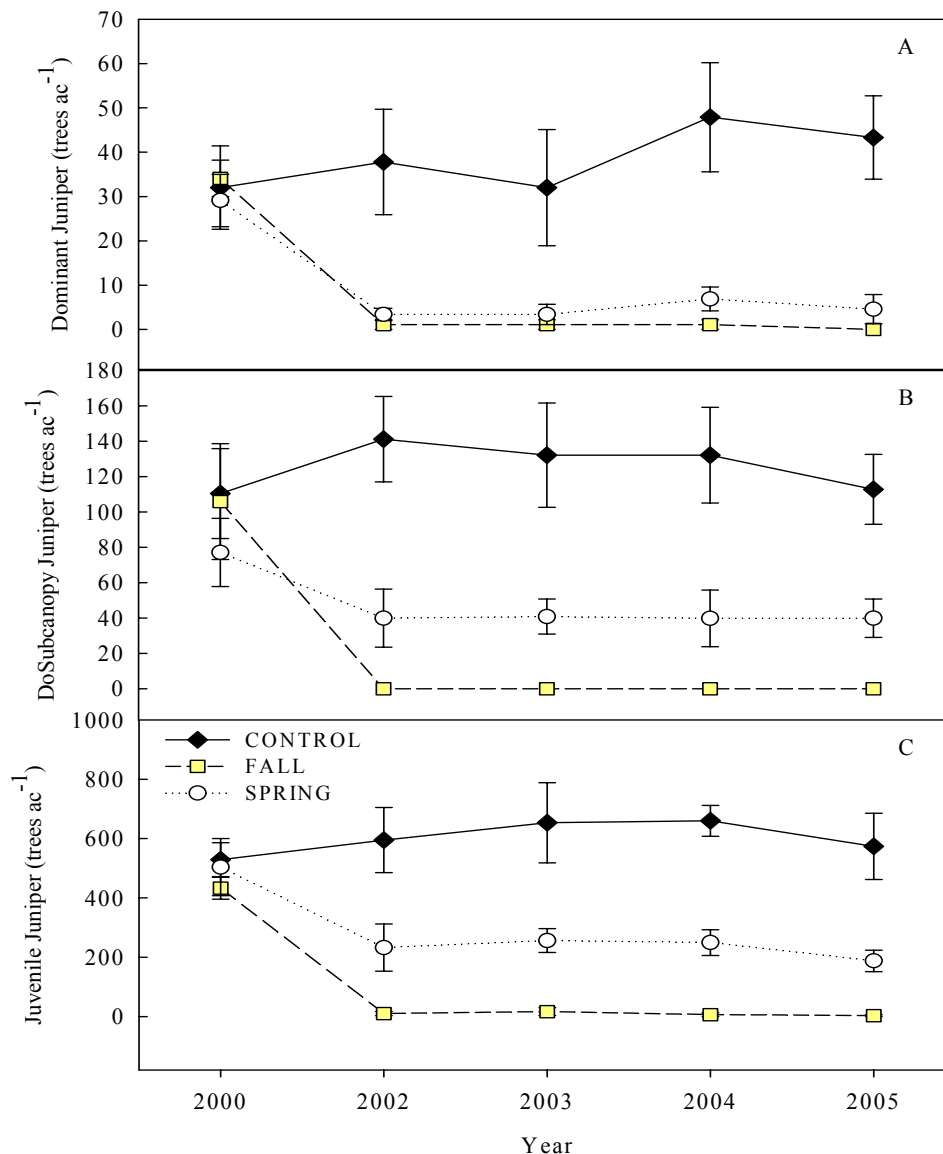 A
Dominant Juniper (trees ac-1)
70
60
50
40
30
20
10
0
B
DoSubcanopy Juniper (trees ac-1)
180
160
140
120
100
80
60
40
20
0
C
Juvenile Juniper (trees ac-1)
1000
800
600
400
200
0
CONTROL
FALL
SPRING
2000 2002 2003 2004 2005
Year